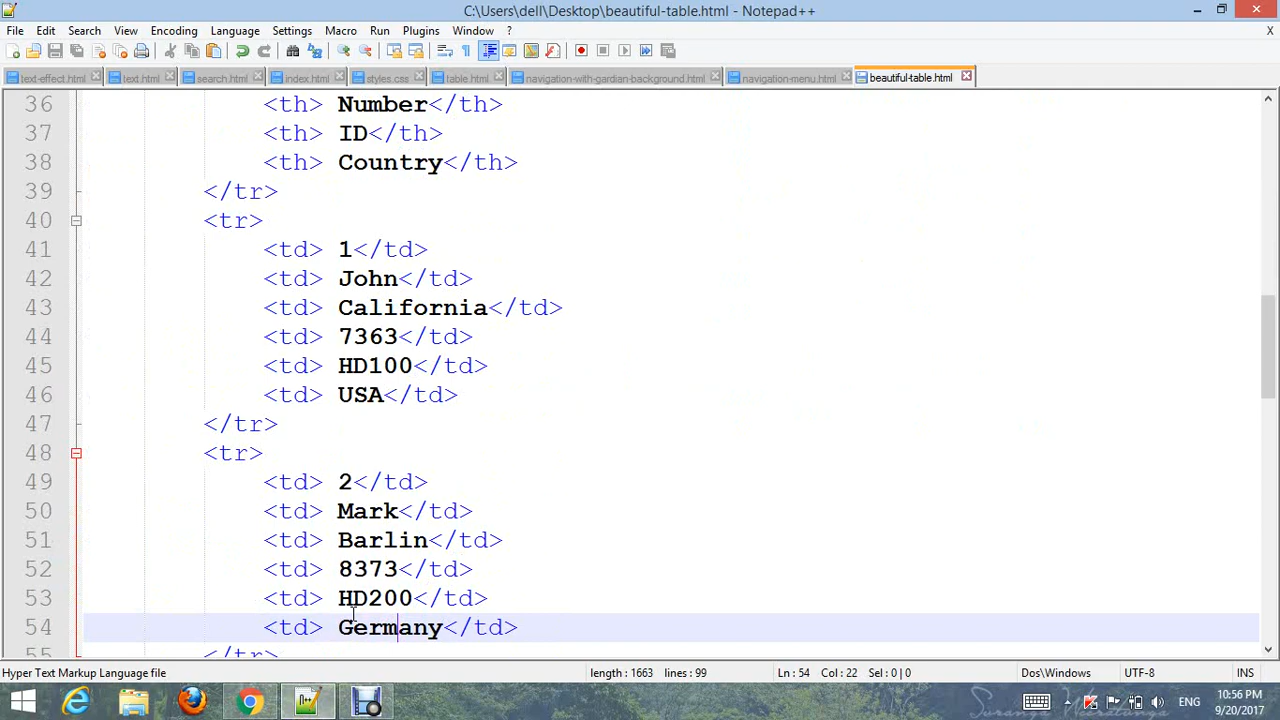 C:\Users\dell\Desktop\beautiful-table.html - Notepad++
File Edit Search View Encoding Language Settings Macro Run Plugins Window ? X
text-effect.html text.html search.html index.html styles.css table.html navigation-with-gardian-background.html navigation-menu.html beautiful-table.html
36 <th> Number</th>
37 <th> ID</th>
38 <th> Country</th>
39 </tr>
40 <tr>
41 <td> 1</td>
42 <td> John</td>
43 <td> California</td>
44 <td> 7363</td>
45 <td> HD100</td>
46 <td> USA</td>
47 </tr>
48 <tr>
49 <td> 2</td>
50 <td> Mark</td>
51 <td> Barlin</td>
52 <td> 8373</td>
53 <td> HD200</td>
54 <td> Germany</td>
55 </tr>
Hyper Text Markup Language file length : 1663 lines : 99 Ln : 54 Col : 22 Sel : 0 | 0 Dos\Windows UTF-8 INS
ENG 10:56 PM
9/20/2017